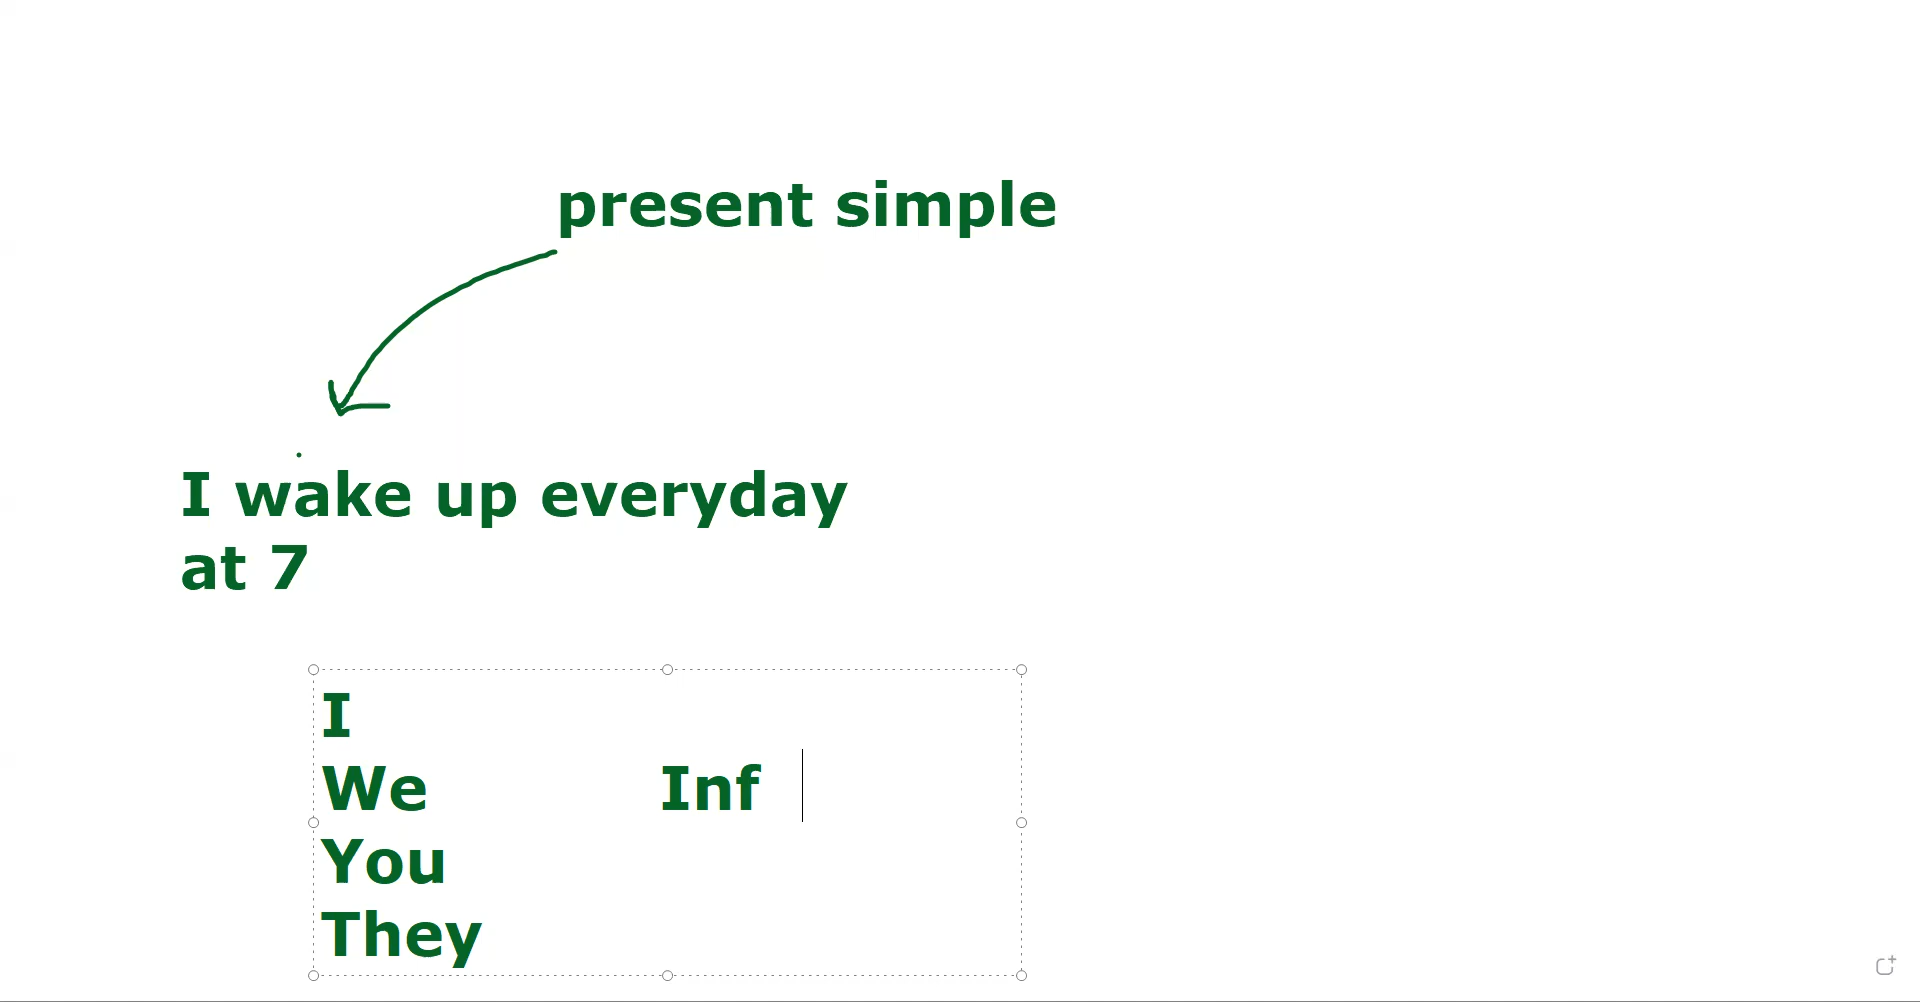 present simple
I wake up everyday
at 7
I
We Inf
You
They